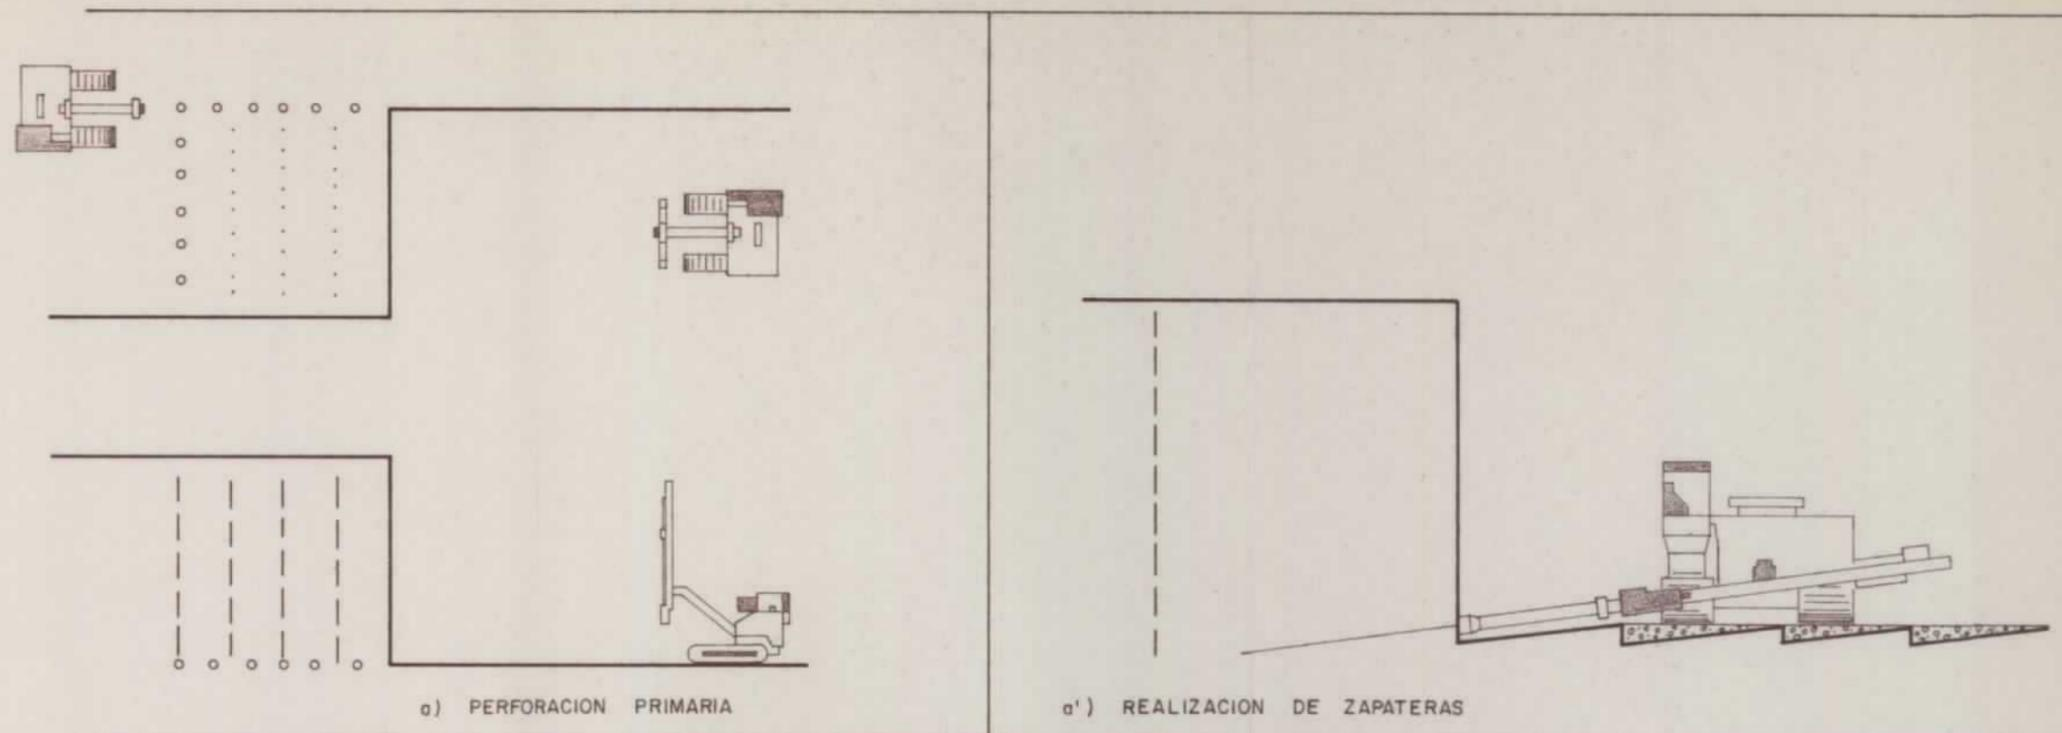 a) PERFORACION PRIMARIA
a') REALIZACION DE ZAPATERAS